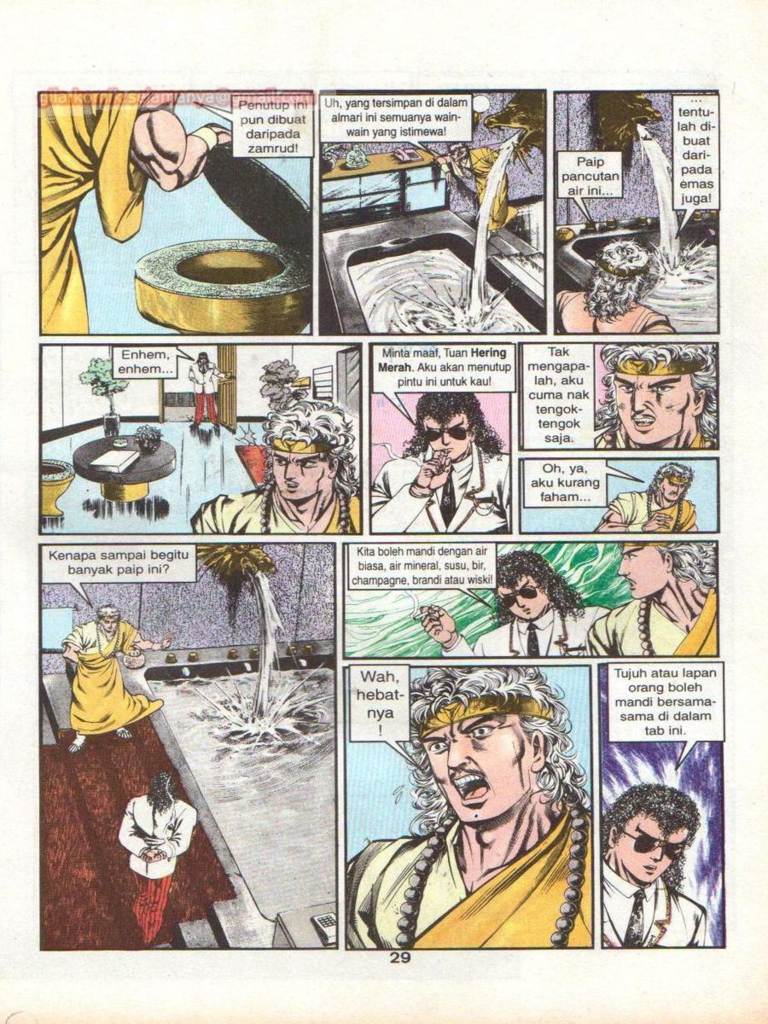 Penutup ini
pun dibuat
daripada
zamrud!
Uh, yang tersimpan di dalam
almari ini semuanya wain-
wain yang istimewa!
Paip
pancutan
air ini...
...
tentu-
lah di-
buat
dari-
pada
emas
juga!
Enhem,
enhem...
Minta maaf, Tuan Hering
Merah. Aku akan menutup
pintu ini untuk kau!
Tak
mengapa-
lah, aku
cuma nak
tengok-
tengok
saja.
Oh, ya,
aku kurang
faham...
Kenapa sampai begitu
banyak paip ini?
Kita boleh mandi dengan air
biasa, air mineral, susu, bir,
champagne, brandi atau wiski!
Wah,
hebat-
nya
!
Tujuh atau lapan
orang boleh
mandi bersama-
sama di dalam
tab ini.
29